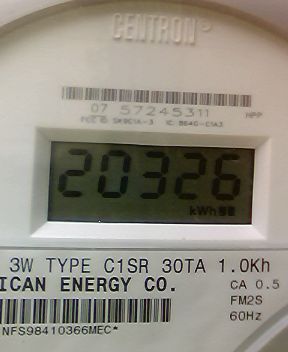 CENTRON®
07 57245311 MPP
20326
kWh
3W TYPE C1SR 30TA 1.0Kh
ICAN ENERGY CO. CA 0.5
FM2S
NFS98410366MEC* 60Hz